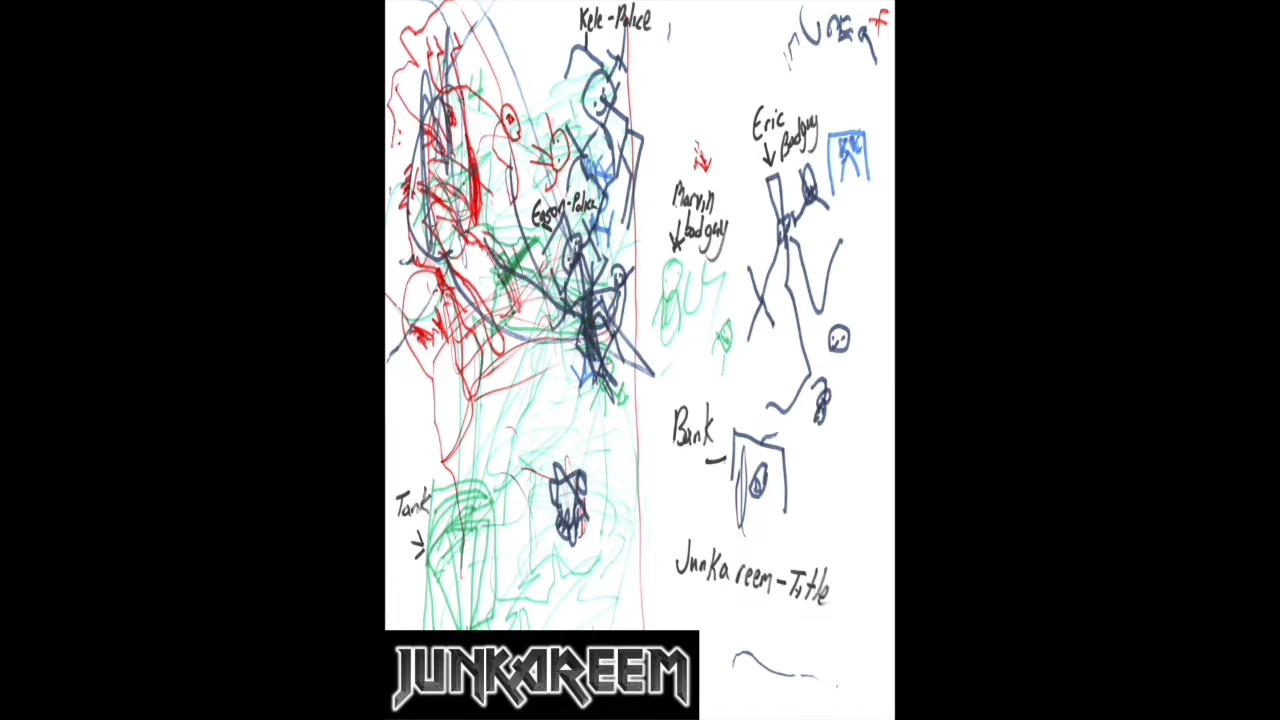 Kele-Police
Eric
Badguy
Marvin
badguy
Eason-Police
Bank
Tank
Junkareem-Title
JUNKAREEM